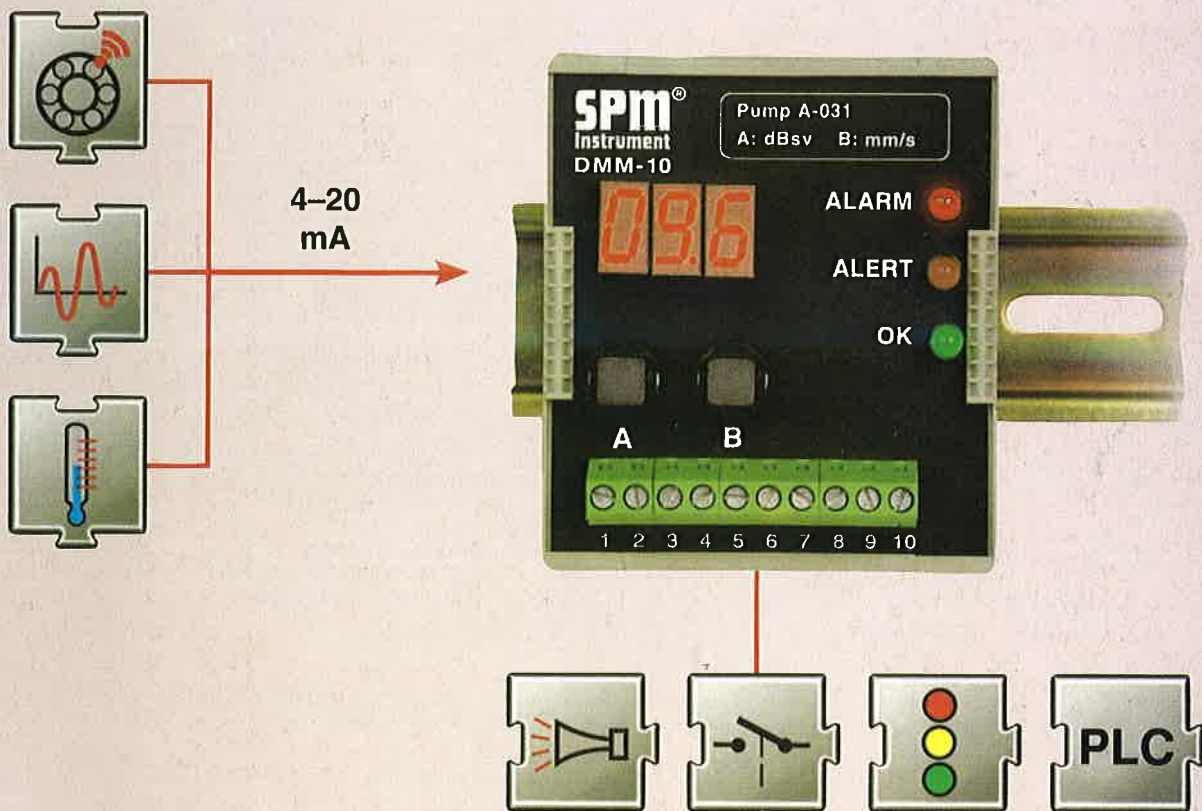 4–20
mA
SPM®
Instrument
DMM-10
Pump A-031
A: dBsv B: mm/s
09.6
ALARM
ALERT
OK
A B
1 2 3 4 5 6 7 8 9 10
PLC